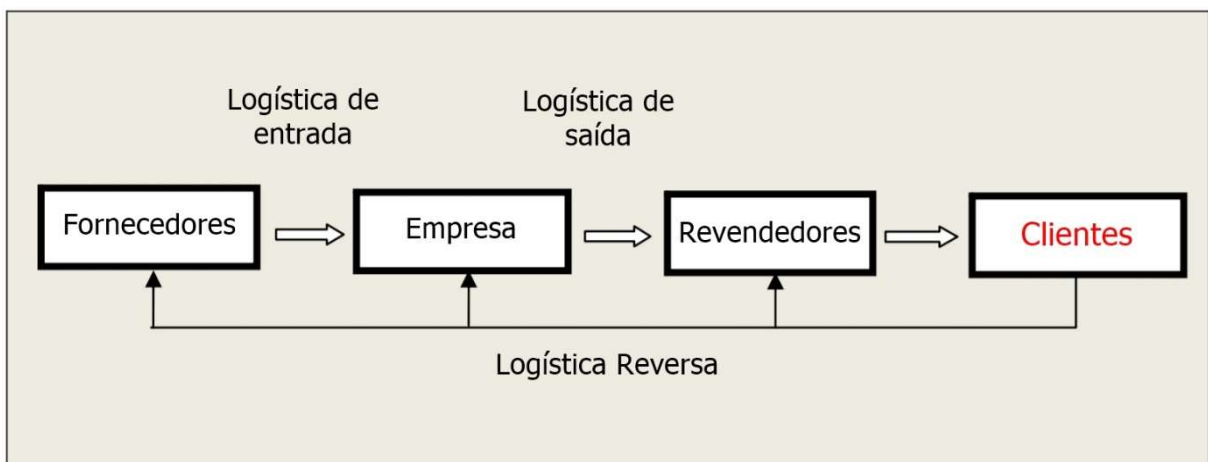 Logística de
entrada
Logística de
saída
Fornecedores
Empresa
Revendedores
Clientes
Logística Reversa